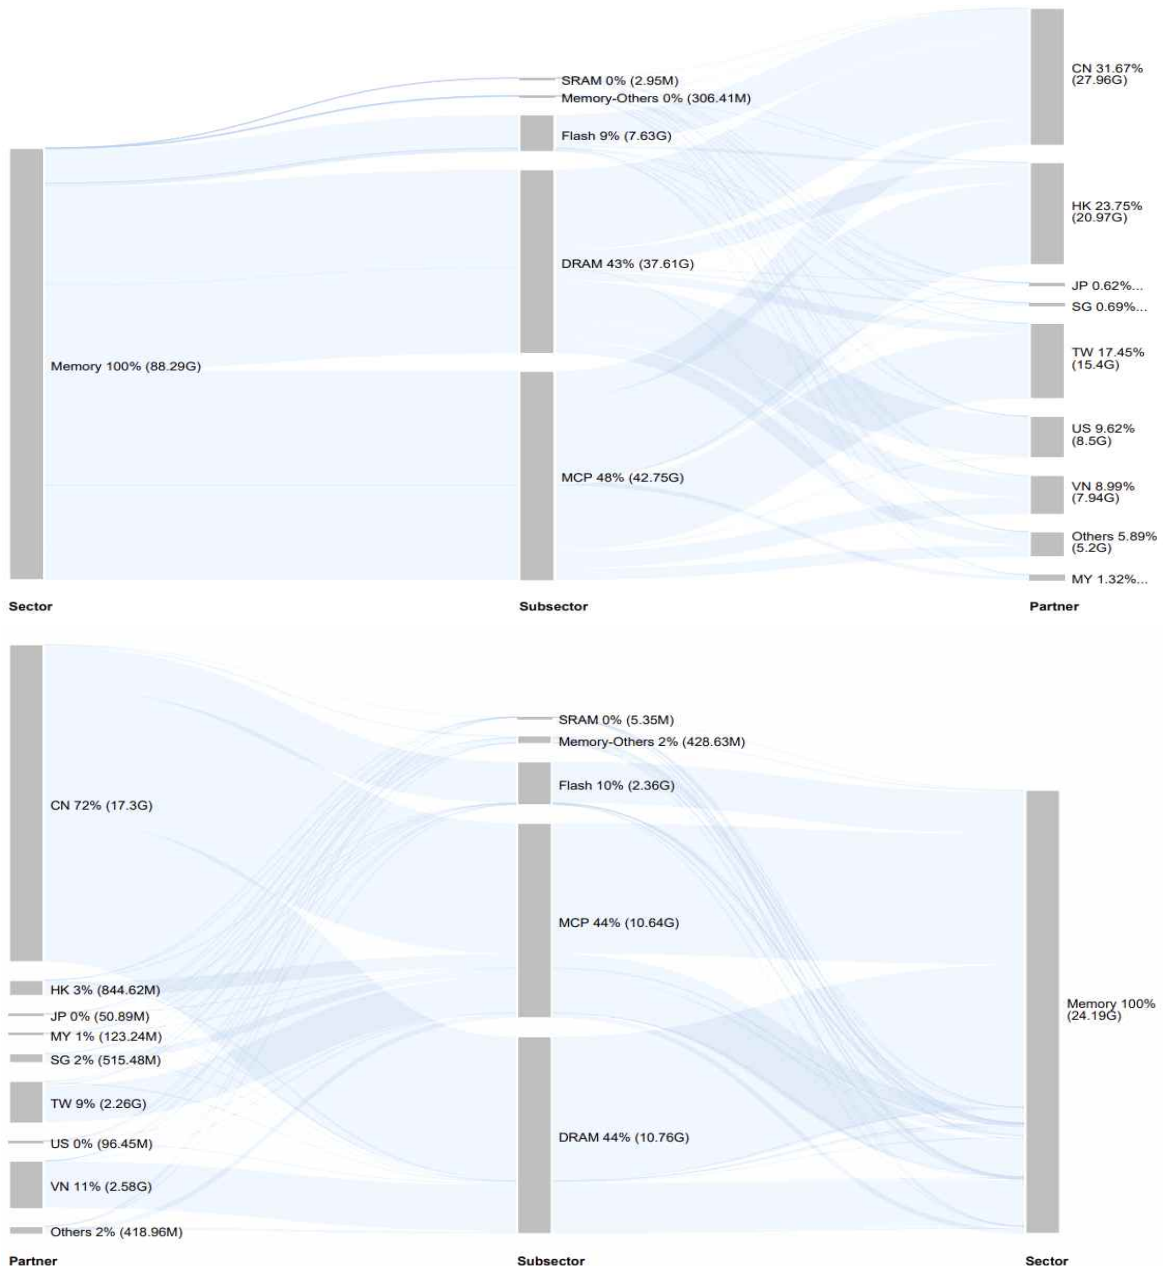 SRAM 0% (2.95M)
Memory-Others 0% (306.41M)
Flash 9% (7.63G)
DRAM 43% (37.61G)
Memory 100% (88.29G)
MCP 48% (42.75G)
CN 31.67%
(27.96G)
HK 23.75%
(20.97G)
JP 0.62%...
SG 0.69%...
TW 17.45%
(15.4G)
US 9.62%
(8.5G)
VN 8.99%
(7.94G)
Others 5.89%
(5.2G)
MY 1.32%...
Sector Subsector Partner
CN 72% (17.3G)
HK 3% (844.62M)
JP 0% (50.89M)
MY 1% (123.24M)
SG 2% (515.48M)
TW 9% (2.26G)
US 0% (96.45M)
VN 11% (2.58G)
Others 2% (418.96M)
SRAM 0% (5.35M)
Memory-Others 2% (428.63M)
Flash 10% (2.36G)
MCP 44% (10.64G)
DRAM 44% (10.76G)
Memory 100%
(24.19G)
Partner Subsector Sector